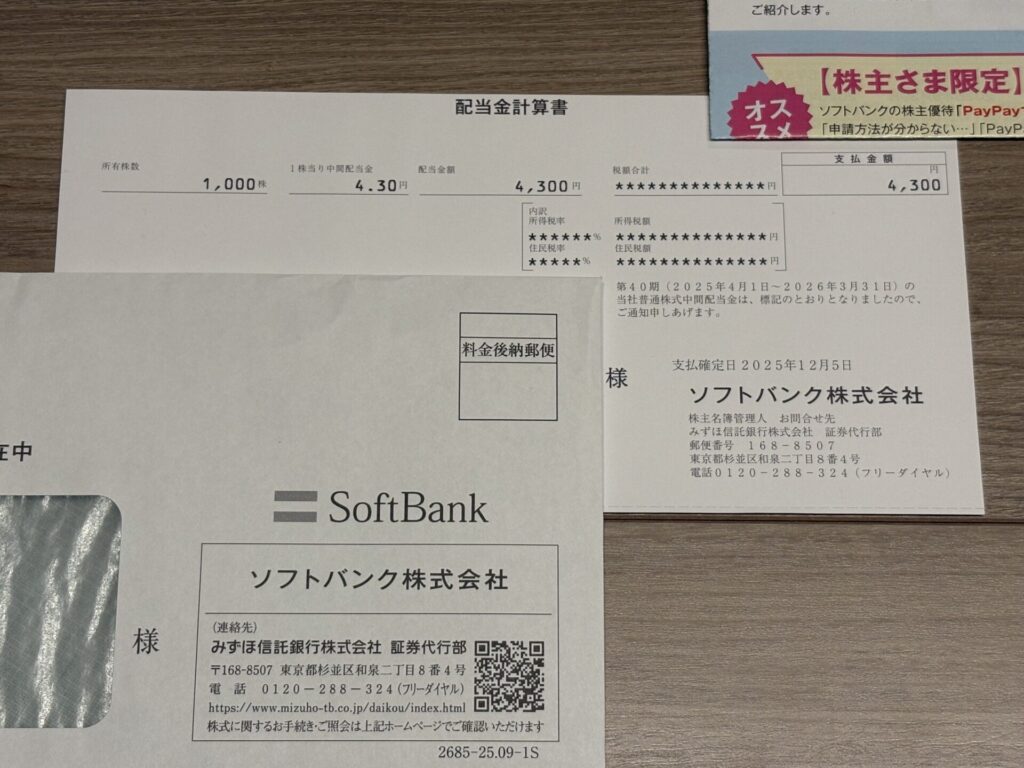 ご紹介します。
【株主さま限定】
オス
スメ
ソフトバンクの株主優待「PayPay
「申請方法が分からない…」「PayP
配当金計算書
所有株数
1,000株
1株当り中間配当金
4.30円
配当金額
4,300円
税額合計
**************円
支払金額
円
4,300
内訳
所得税率
******%
住民税率
*****%
所得税額
**************円
住民税額
**************円
第40期（2025年4月1日～2026年3月31日）の
当社普通株式中間配当金は、標記のとおりとなりましたので、
ご通知申しあげます。
様
支払確定日 2025年12月5日
ソフトバンク株式会社
株主名簿管理人 お問合せ先
みずほ信託銀行株式会社 証券代行部
郵便番号 168－8507
東京都杉並区和泉二丁目8番4号
電話0120－288－324（フリーダイヤル）
料金後納郵便
在中
SoftBank
様
ソフトバンク株式会社
（連絡先）
みずほ信託銀行株式会社 証券代行部
〒168-8507 東京都杉並区和泉二丁目8番4号
電 話 0120－288－324（フリーダイヤル）
https://www.mizuho-tb.co.jp/daikou/index.html
株式に関するお手続き・ご照会は上記ホームページでご確認いただけます
2685-25.09-1S